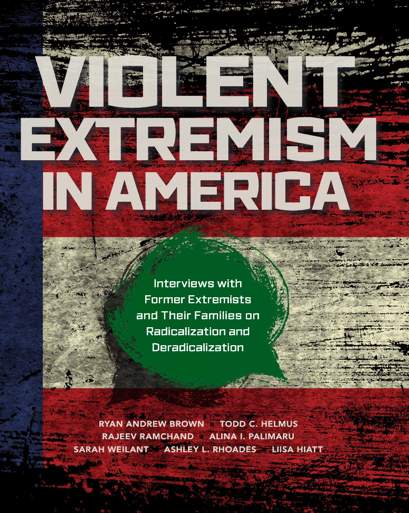 VIOLENT
EXTREMISM
IN AMERICA
Interviews with
Former Extremists
and Their Families on
Radicalization and
Deradicalization
RYAN ANDREW BROWN TODD C. HELMUS
RAJEEV RAMCHAND ALINA I. PALIMARU
SARAH WEILANT ASHLEY L. RHOADES LIISA HIATT